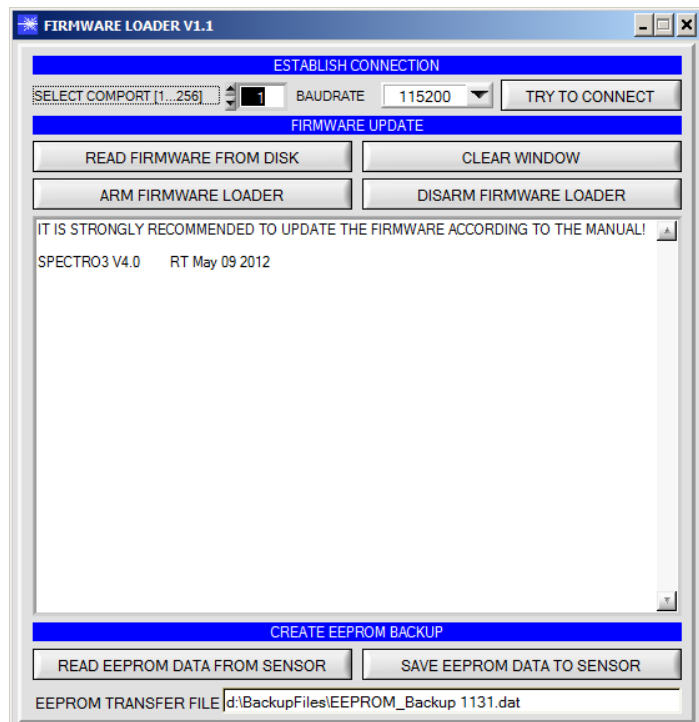 FIRMWARE LOADER V1.1
ESTABLISH CONNECTION
SELECT COMPORT [1...256] 1 BAUDRATE 115200 TRY TO CONNECT
FIRMWARE UPDATE
READ FIRMWARE FROM DISK CLEAR WINDOW
ARM FIRMWARE LOADER DISARM FIRMWARE LOADER
IT IS STRONGLY RECOMMENDED TO UPDATE THE FIRMWARE ACCORDING TO THE MANUAL!
SPECTRO3 V4.0 RT May 09 2012
CREATE EEPROM BACKUP
READ EEPROM DATA FROM SENSOR SAVE EEPROM DATA TO SENSOR
EEPROM TRANSFER FILE d:\BackupFiles\EEPROM_Backup 1131.dat